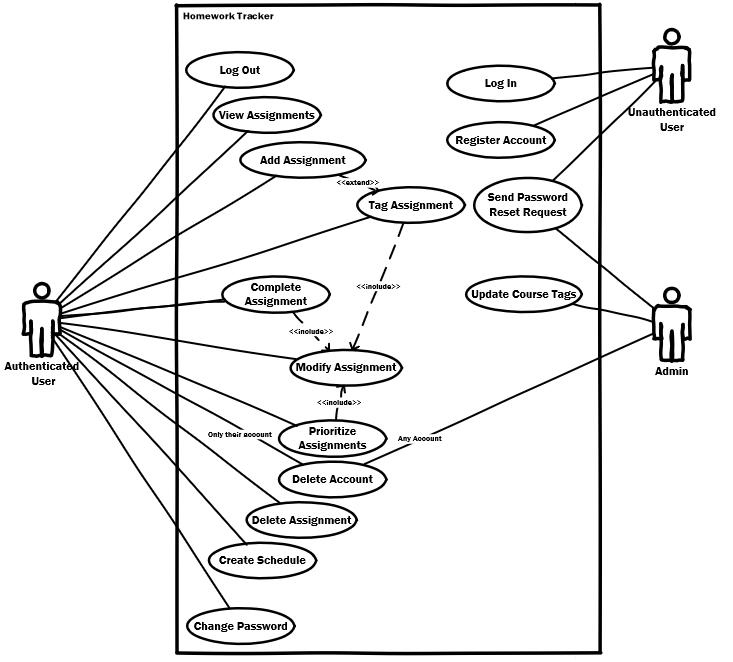 Homework Tracker
Log Out
View Assignments
Add Assignment
<<extend>>
Tag Assignment
Log In
Register Account
Send Password
Reset Request
Unauthenticated
User
Complete
Assignment
<<include>>
Update Course Tags
<<include>>
Authenticated
User
Modify Assignment
Admin
<<include>>
Only their account
Prioritize
Assignments
Any Account
Delete Account
Delete Assignment
Create Schedule
Change Password